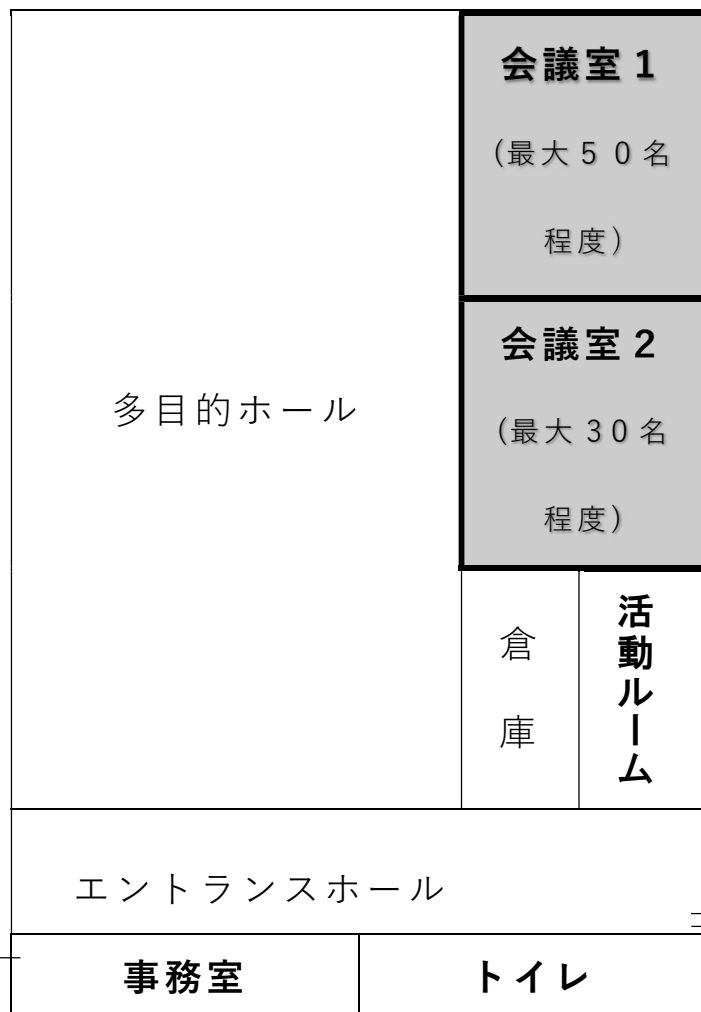 会議室１
(最大５０名
程度)
会議室２
(最大３０名
程度)
多目的ホール
倉
庫
活動ルーム
エントランスホール
事務室
トイレ